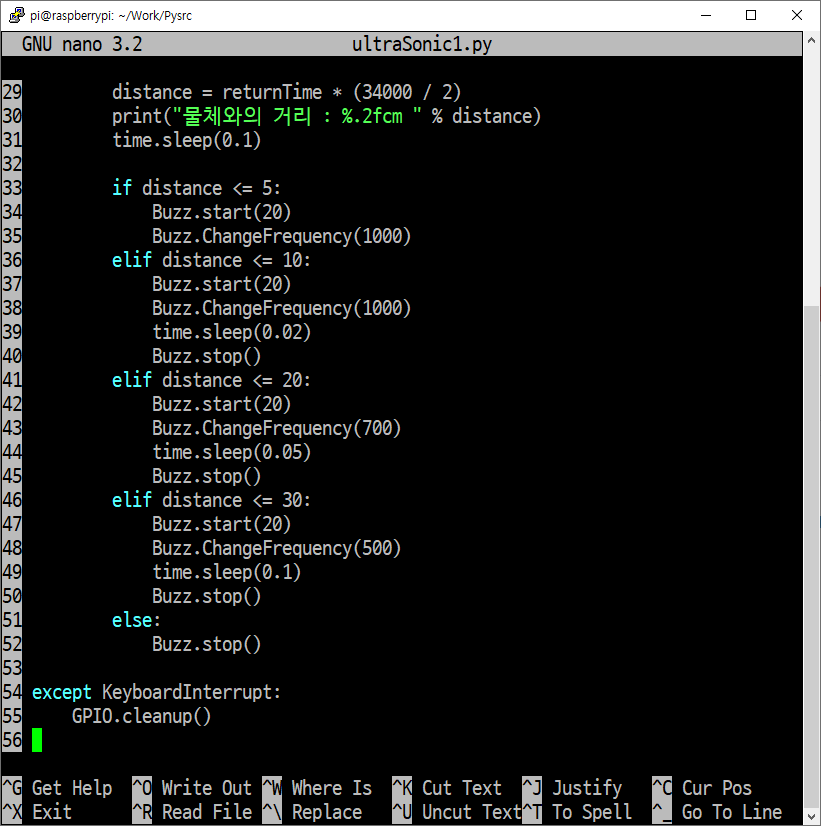 pi@raspberrypi: ~/Work/Pysrc
GNU nano 3.2 ultraSonic1.py
29 distance = returnTime * (34000 / 2)
30 print("물체와의 거리 : %.2fcm " % distance)
31 time.sleep(0.1)
32
33 if distance <= 5:
34 Buzz.start(20)
35 Buzz.ChangeFrequency(1000)
36 elif distance <= 10:
37 Buzz.start(20)
38 Buzz.ChangeFrequency(1000)
39 time.sleep(0.02)
40 Buzz.stop()
41 elif distance <= 20:
42 Buzz.start(20)
43 Buzz.ChangeFrequency(700)
44 time.sleep(0.05)
45 Buzz.stop()
46 elif distance <= 30:
47 Buzz.start(20)
48 Buzz.ChangeFrequency(500)
49 time.sleep(0.1)
50 Buzz.stop()
51 else:
52 Buzz.stop()
53
54 except KeyboardInterrupt:
55 GPIO.cleanup()
56
^G Get Help ^O Write Out ^W Where Is ^K Cut Text ^J Justify ^C Cur Pos
^X Exit ^R Read File ^\ Replace ^U Uncut Text ^T To Spell ^_ Go To Line